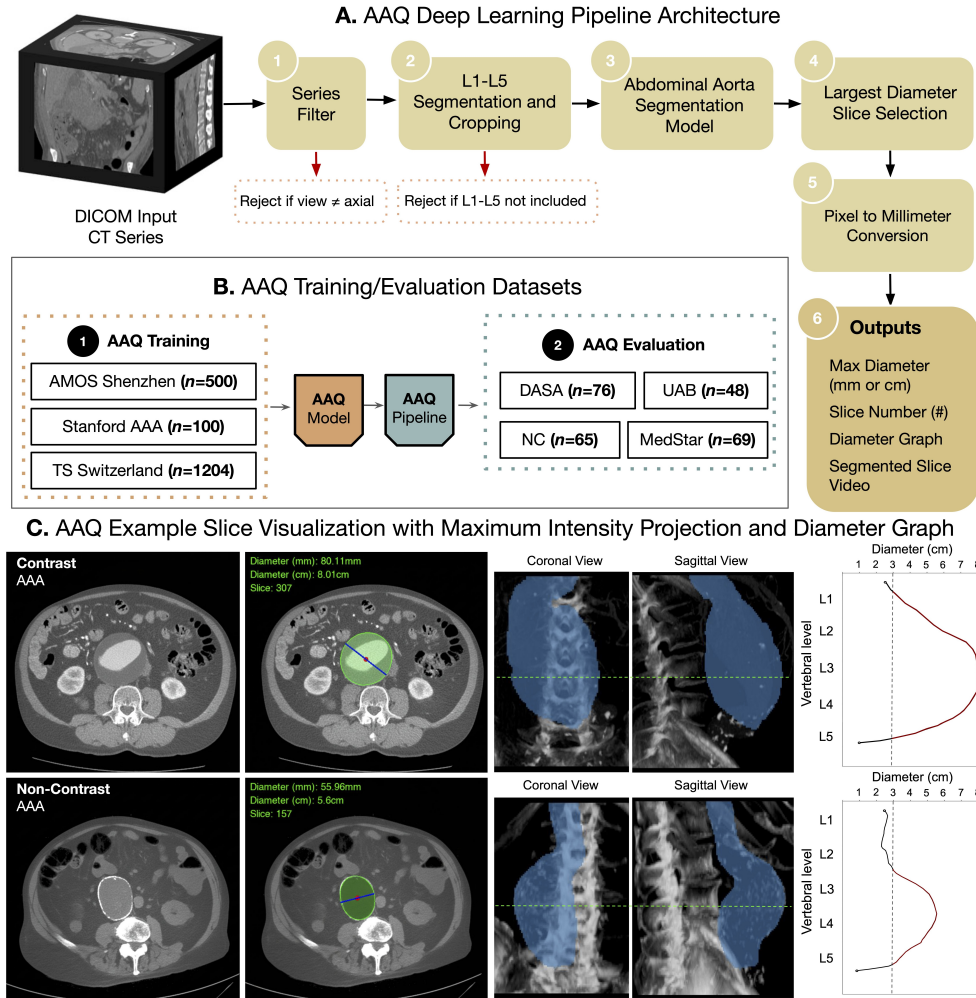 A. AAQ Deep Learning Pipeline Architecture
DICOM Input
CT Series
1
Series
Filter
2
L1-L5
Segmentation and
Cropping
3
Abdominal Aorta
Segmentation
Model
4
Largest Diameter
Slice Selection
Reject if view ≠ axial
Reject if L1-L5 not included
5
Pixel to Millimeter
Conversion
6
Outputs
Max Diameter
(mm or cm)
Slice Number (#)
Diameter Graph
Segmented Slice
Video
B. AAQ Training/Evaluation Datasets
1 AAQ Training
AMOS Shenzhen (n=500)
Stanford AAA (n=100)
TS Switzerland (n=1204)
AAQ
Model
AAQ
Pipeline
2 AAQ Evaluation
DASA (n=76)
UAB (n=48)
NC (n=65)
MedStar (n=69)
C. AAQ Example Slice Visualization with Maximum Intensity Projection and Diameter Graph
Contrast
AAA
Diameter (mm): 80.11mm
Diameter (cm): 8.01cm
Slice: 307
Coronal View
Sagittal View
Diameter (cm)
1 2 3 4 5 6 7 8
Vertebral level
L1
L2
L3
L4
L5
Non-Contrast
AAA
Diameter (mm): 55.96mm
Diameter (cm): 5.6cm
Slice: 157
Coronal View
Sagittal View
Diameter (cm)
1 2 3 4 5 6 7 8
Vertebral level
L1
L2
L3
L4
L5